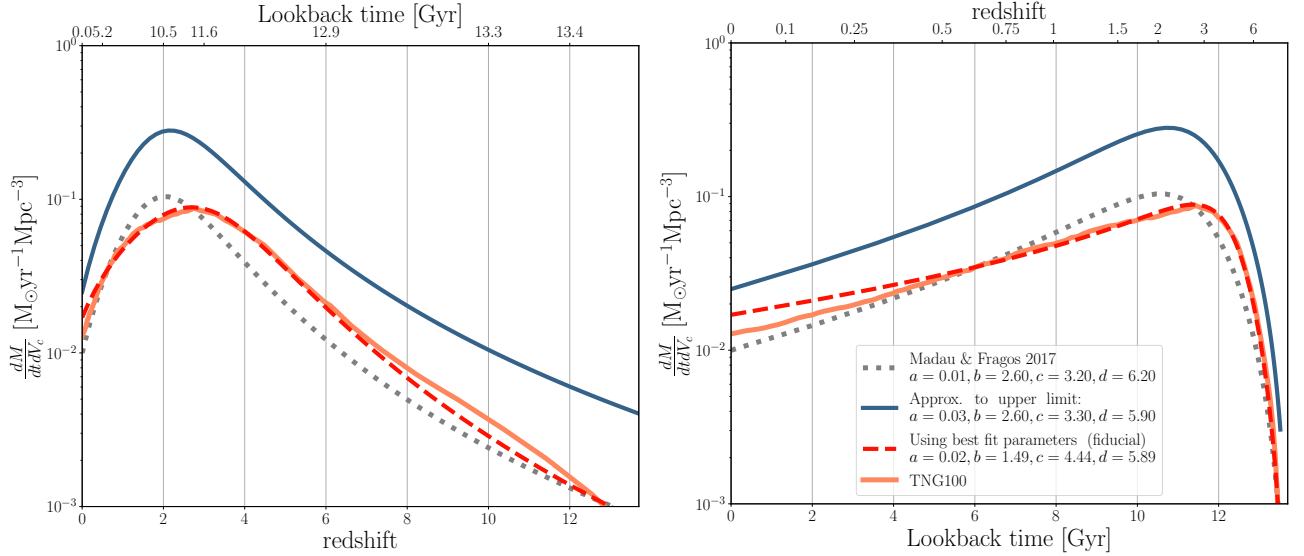 Lookback time [Gyr]
0.05.2 10.5 11.6 12.9 13.3 13.4
10⁰
10⁻¹
10⁻²
10⁻³
dM/dtdV_c [M⊙yr⁻¹Mpc⁻³]
0 2 4 6 8 10 12
redshift
redshift
0 0.1 0.25 0.5 0.75 1 1.5 2 3 6
10⁰
10⁻¹
10⁻²
10⁻³
dM/dtdV_c [M⊙yr⁻¹Mpc⁻³]
Madau & Fragos 2017
a = 0.01, b = 2.60, c = 3.20, d = 6.20
Approx. to upper limit:
a = 0.03, b = 2.60, c = 3.30, d = 5.90
Using best fit parameters (fiducial)
a = 0.02, b = 1.49, c = 4.44, d = 5.89
TNG100
0 2 4 6 8 10 12
Lookback time [Gyr]